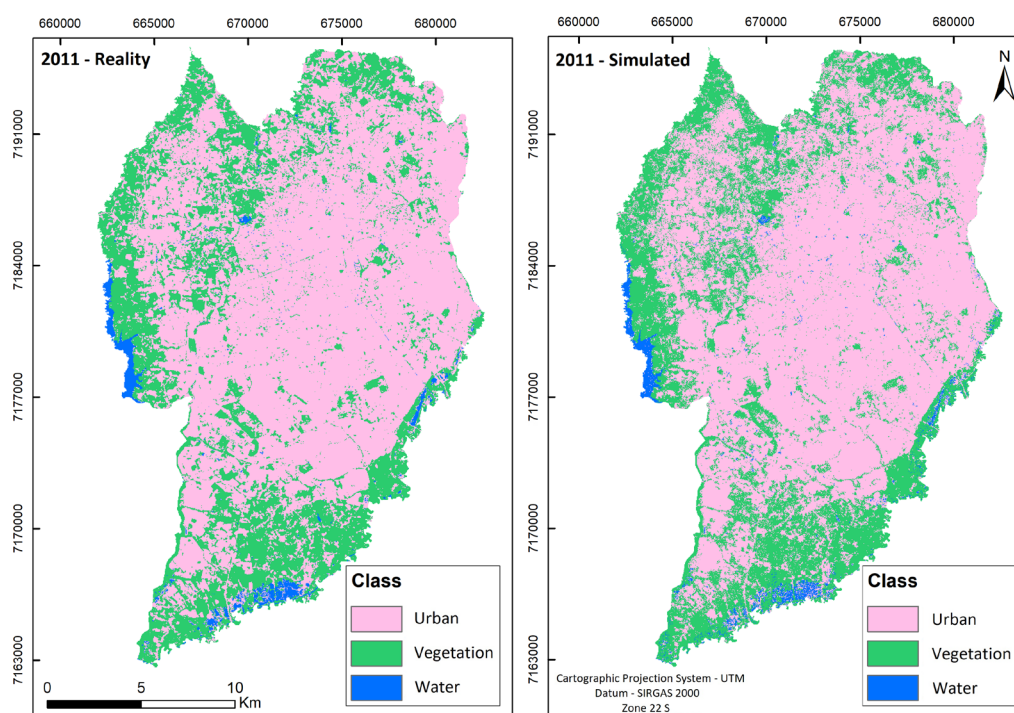 660000 665000 670000 675000 680000
2011 - Reality
7191000
7184000
7177000
7170000
7163000
Class
Urban
Vegetation
Water
0 5 10
Km
660000 665000 670000 675000 680000
2011 - Simulated
N
7191000
7184000
7177000
7170000
7163000
Class
Urban
Vegetation
Water
Cartographic Projection System - UTM
Datum - SIRGAS 2000
Zone 22 S